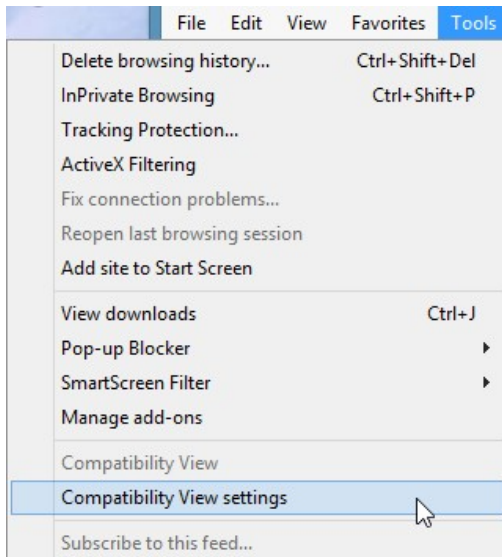 File Edit View Favorites Tools
Delete browsing history... Ctrl+Shift+Del
InPrivate Browsing Ctrl+Shift+P
Tracking Protection...
ActiveX Filtering
Fix connection problems...
Reopen last browsing session
Add site to Start Screen
View downloads Ctrl+J
Pop-up Blocker
SmartScreen Filter
Manage add-ons
Compatibility View
Compatibility View settings
Subscribe to this feed...